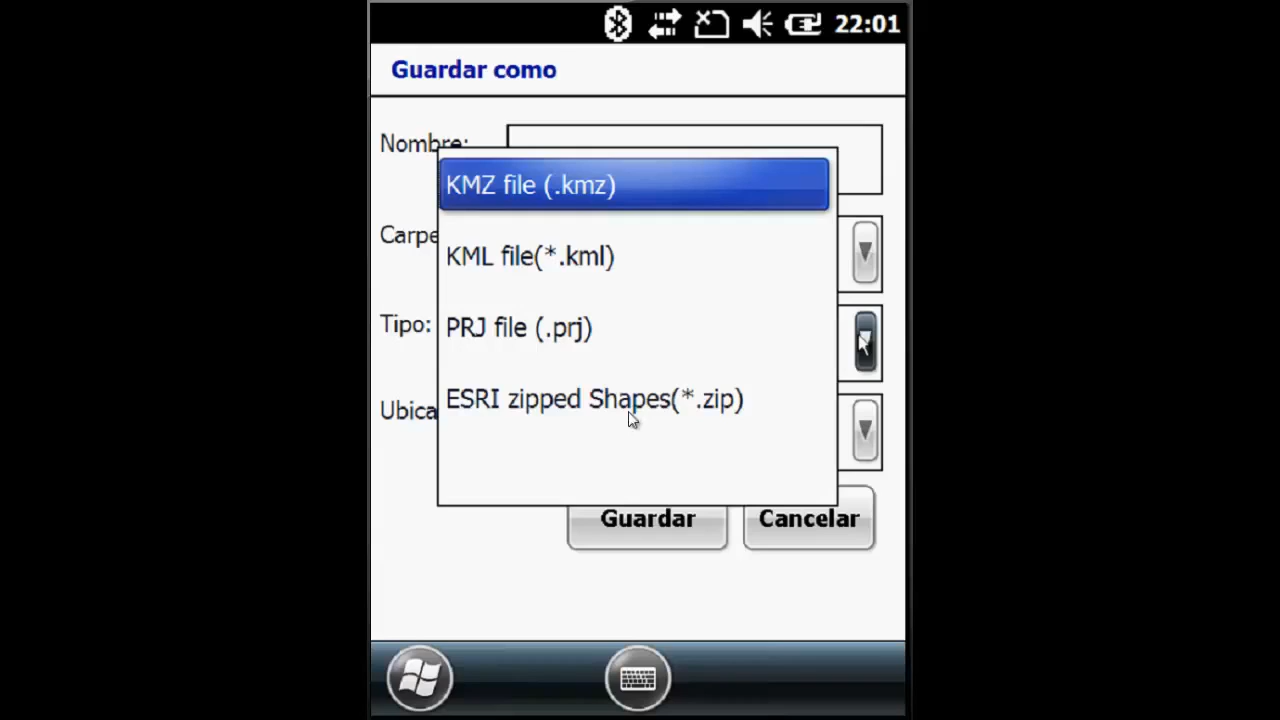 22:01
Guardar como
Nombre:
KMZ file (.kmz)
Carpe
KML file(*.kml)
Tipo:
PRJ file (.prj)
Ubica
ESRI zipped Shapes(*.zip)
Guardar
Cancelar